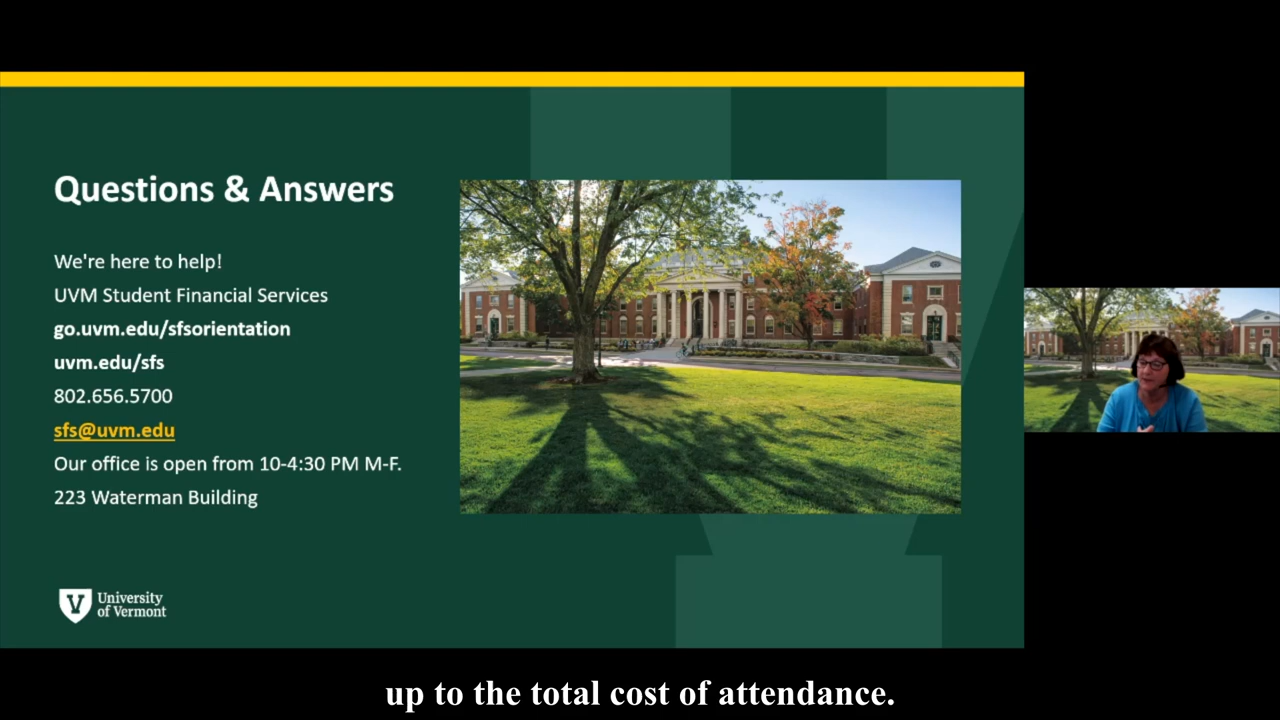 Questions & Answers
We're here to help!
UVM Student Financial Services
go.uvm.edu/sfsorientation
uvm.edu/sfs
802.656.5700
sfs@uvm.edu
Our office is open from 10-4:30 PM M-F.
223 Waterman Building
V University
of Vermont
up to the total cost of attendance.